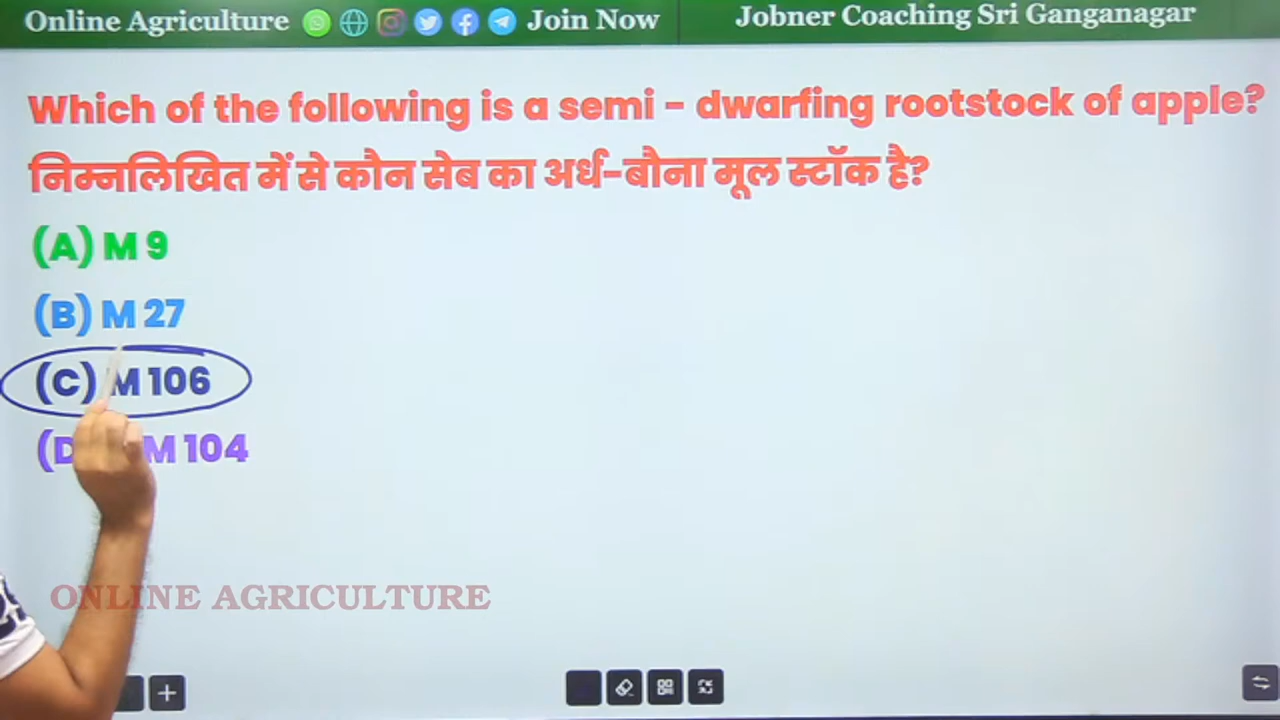 Online Agriculture Join Now Jobner Coaching Sri Ganganagar
Which of the following is a semi - dwarfing rootstock of apple?
निम्नलिखित में से कौन सेब का अर्ध-बौना मूल स्टॉक है?
(A) M 9
(B) M 27
(C) M 106
(D M 104
ONLINE AGRICULTURE